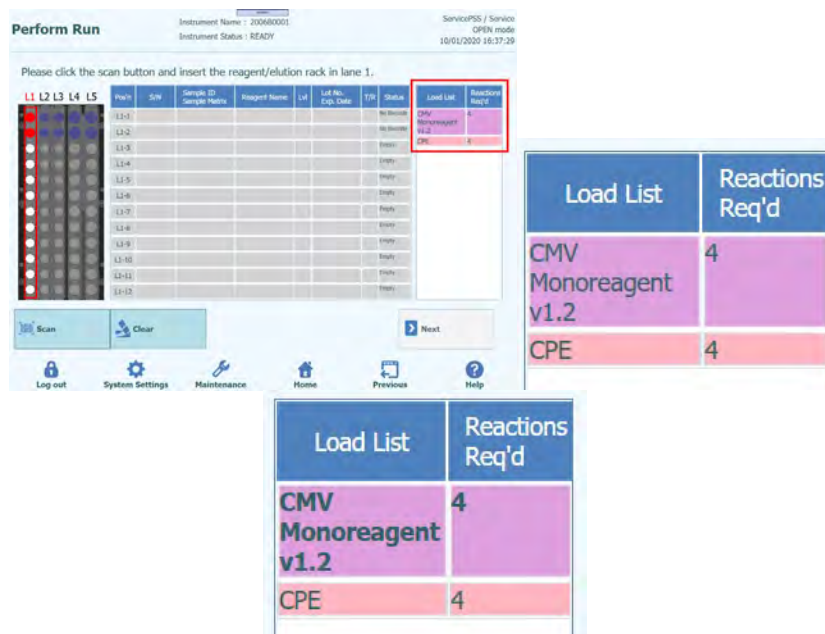 Perform Run
Instrument Name : 200680001
Instrument Status : READY
ServicePSS / Service
OPEN mode
10/01/2020 16:37:29
Please click the scan button and insert the reagent/elution rack in lane 1.
L1 L2 L3 L4 L5
Pos'n S/N Sample ID Sample Matrix Reagent Name Lvl Lot No. Exp. Date T/R Status
L1-1
L1-2
L1-3 Empty
L1-4 Empty
L1-5 Empty
L1-6 Empty
L1-7 Empty
L1-8 Empty
L1-9 Empty
L1-10 Empty
L1-11 Empty
L1-12 Empty
Load List Reactions Req'd
CMV Monoreagent v1.2 4
CPE 4
Scan
Clear
Next
Log out
System Settings
Maintenance
Home
Previous
Help
Load List
Reactions
Req'd
CMV 4
Monoreagent
v1.2
CPE 4
Load List
Reactions
Req'd
CMV 4
Monoreagent
v1.2
CPE 4